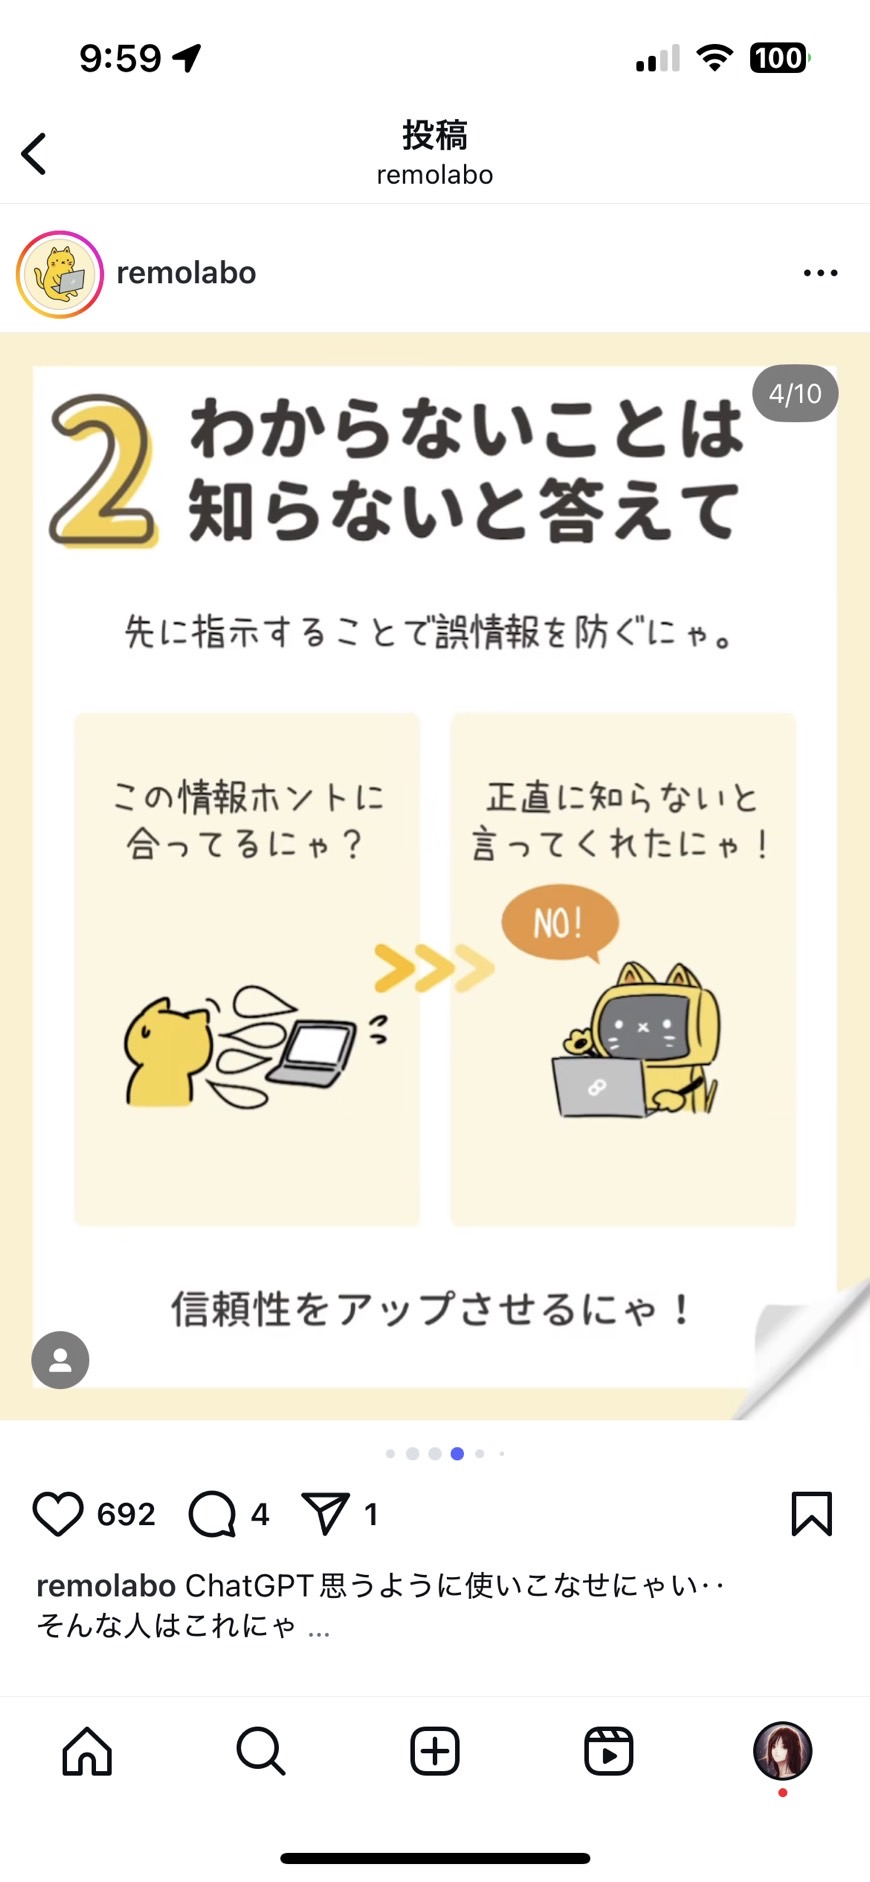 9:59
100
投稿
remolabo
remolabo
4/10
2 わからないことは
知らないと答えて
先に指示することで誤情報を防ぐにゃ。
この情報ホントに
合ってるにゃ？
正直に知らないと
言ってくれたにゃ！
NO!
信頼性をアップさせるにゃ！
692 4 1
remolabo ChatGPT思うように使いこなせにゃい‥
そんな人はこれにゃ ...